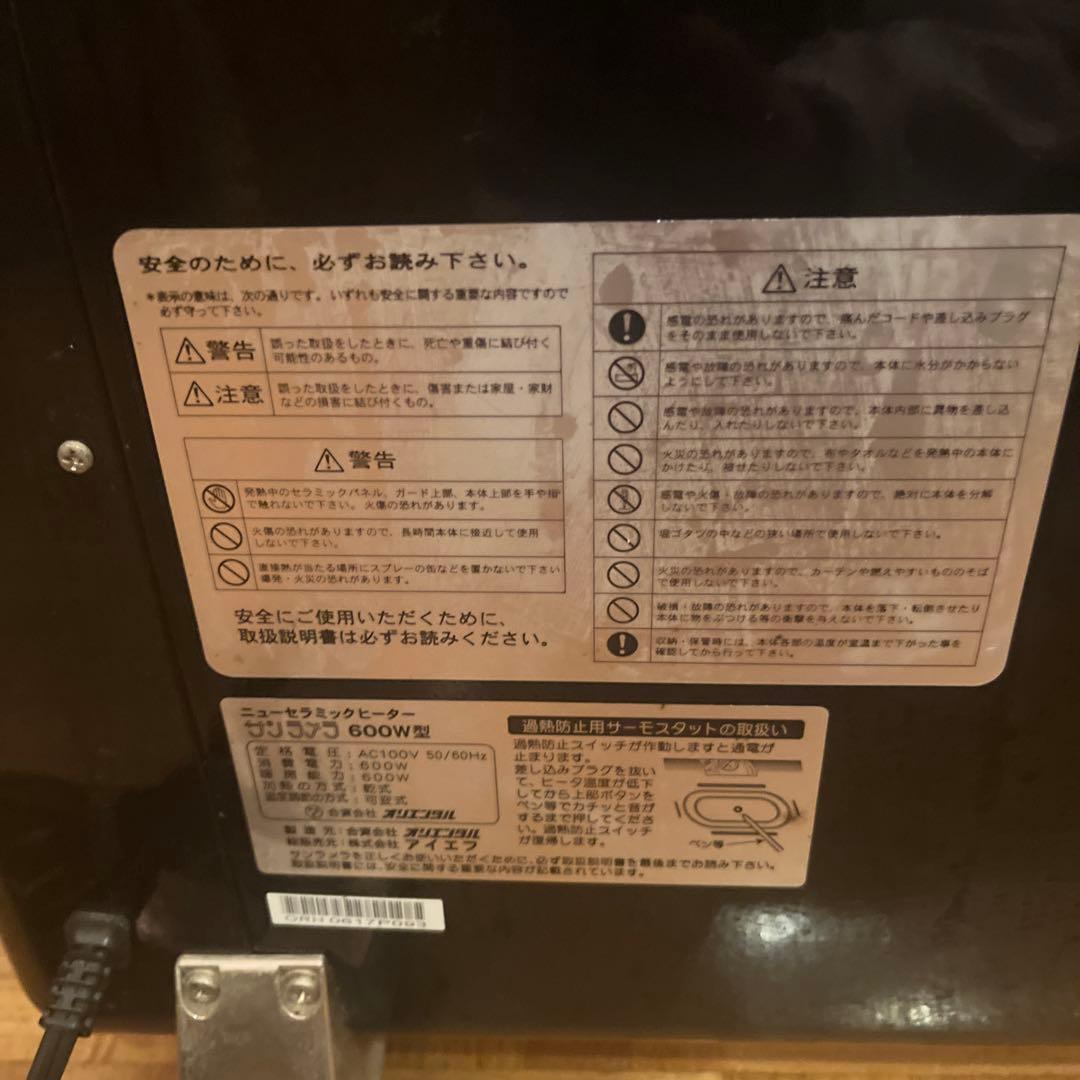 安全のために、必ずお読み下さい。
*表示の意味は、次の通りです。いずれも安全に関する重要な内容ですので
必ず守って下さい。
警告
誤った取扱をしたときに、死亡や重傷に結び付く
可能性のあるもの。
注意
誤った取扱をしたときに、傷害または家屋・家財
などの損害に結び付くもの。
警告
発熱中のセラミックパネル、ガード上部、本体上部を手や指
で触れないで下さい。火傷の恐れがあります。
火傷の恐れがありますので、長時間本体に接近して使用
しないで下さい。
直接熱が当たる場所にスプレーの缶などを置かないで下さい
爆発・火災の恐れがあります。
安全にご使用いただくために、
取扱説明書は必ずお読みください。
注意
感電の恐れがありますので、痛んだコードや差し込みプラグ
をそのまま使用しないで下さい。
感電や故障の恐れがありますので、本体に水分がかからない
ようにして下さい。
感電や故障の恐れがありますので、本体内部に異物を差し込
んだり、入れたりしないで下さい。
火災の恐れがありますので、布やタオルなどを発熱中の本体に
かけたり、被せたりしないで下さい。
感電や火傷・故障の恐れがありますので、絶対に本体を分解
しないで下さい。
堀ゴタツの中などの狭い場所で使用しないで下さい。
火災の恐れがありますので、カーテンや燃えやすいもののそば
で使用しないで下さい。
破損・故障の恐れがありますので、本体を落下・転倒させたり
本体に物をぶつける等の衝撃を与えないで下さい。
収納・保管時には、本体各部の温度が室温まで下がった事を
確認してから行って下さい。
ニューセラミックヒーター
サンラメラ 600W型
定格電圧：AC100V 50/60Hz
消費電力：600W
暖房能力：600W
加熱の方式：乾式
温度調節の方式：可変式
合資会社 オリエンタル
製造元：合資会社 オリエンタル
総販売元：株式会社 アイエフ
過熱防止用サーモスタットの取扱い
過熱防止スイッチが作動しますと通電が
止まります。
差し込みプラグを抜い
て、ヒータ温度が低下
してから上部ボタンを
ペン等でカチッと音が
するまで押してくださ
い。過熱防止スイッチ
が復帰します。
ペン等
サンラメラを正しくお使いいただくために、必ず取扱説明書を最後までお読み下さい。
取扱説明書には、安全に関する重要な内容が記載されています。
ORH 0617P093